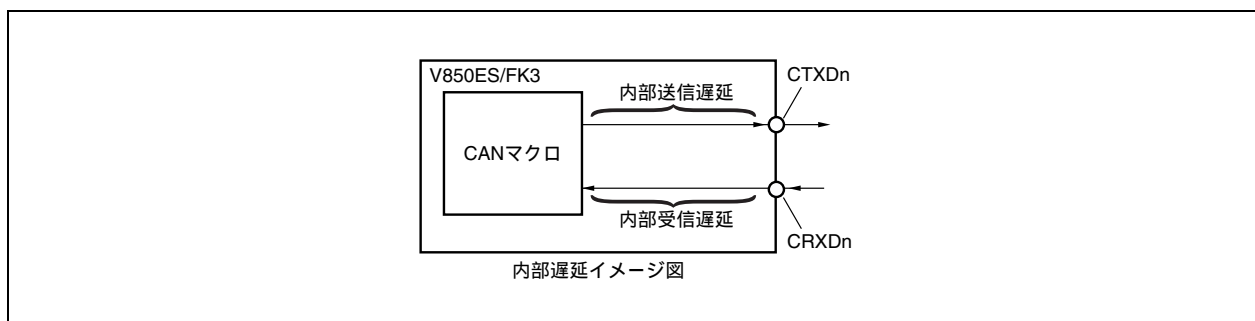 V850ES/FK3
CTXDn
内部送信遅延
CANマクロ
内部受信遅延
CRXDn
内部遅延イメージ図